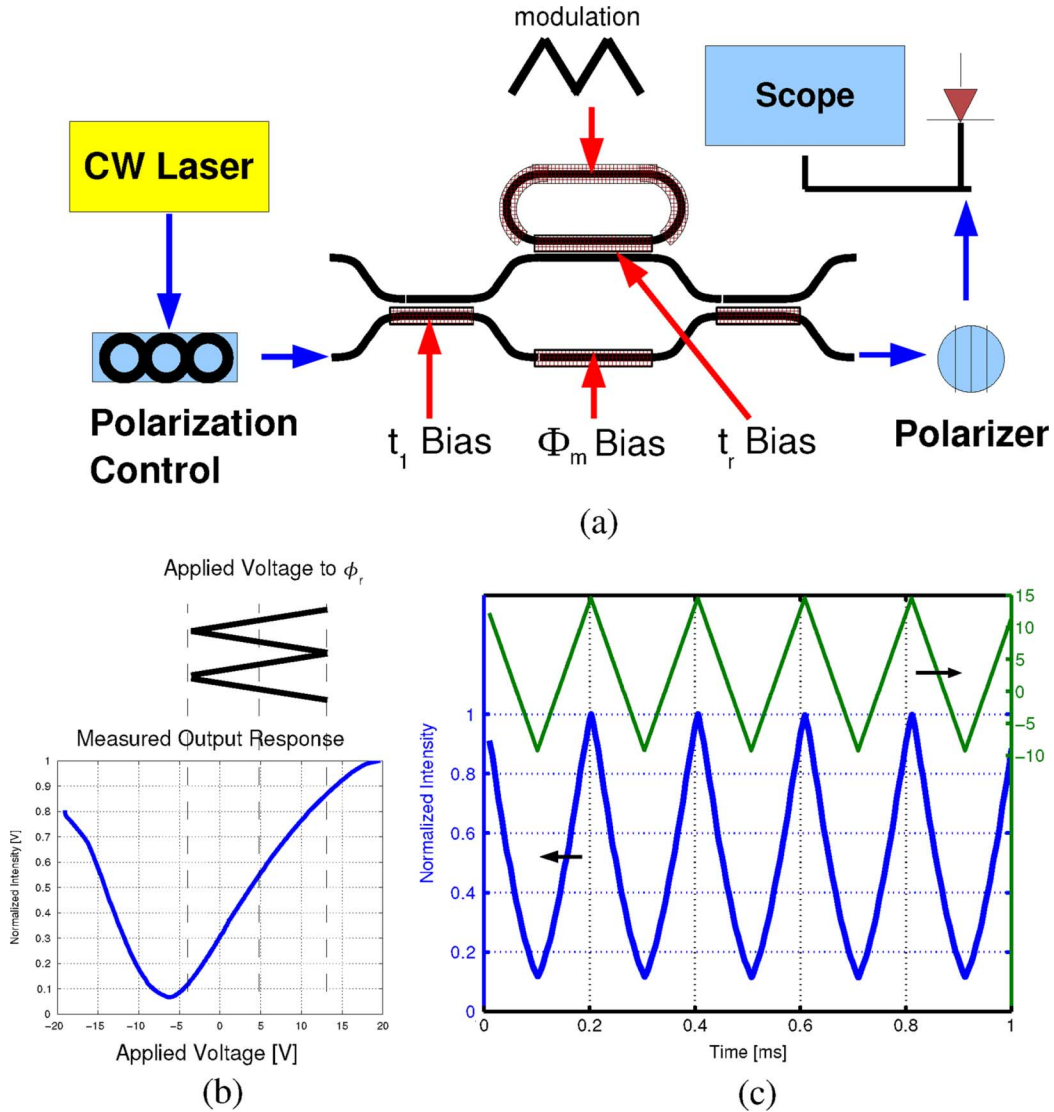 modulation
CW Laser
Scope
Polarization
Control
t1 Bias
Φm Bias
tr Bias
Polarizer
(a)
Applied Voltage to ϕr
Measured Output Response
Normalized Intensity [V]
1
0.9
0.8
0.7
0.6
0.5
0.4
0.3
0.2
0.1
0
−20 −15 −10 −5 0 5 10 15 20
Applied Voltage [V]
(b)
Normalized Intensity
1
0.8
0.6
0.4
0.2
0
15
10
5
0
−5
−10
0 0.2 0.4 0.6 0.8 1
Time [ms]
(c)